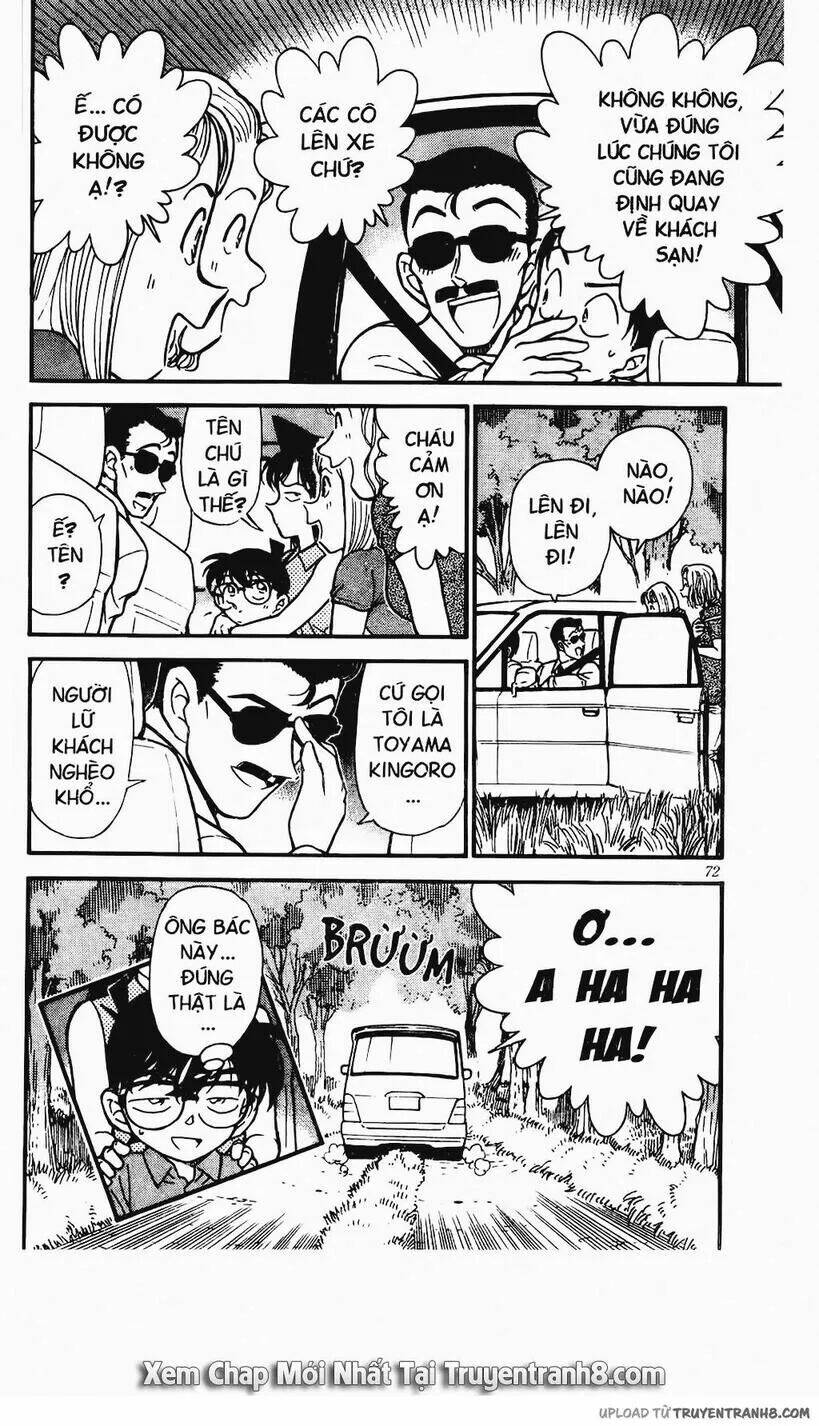 KHÔNG KHÔNG,
VỪA ĐÚNG
LÚC CHÚNG TÔI
CŨNG ĐANG
ĐỊNH QUAY
VỀ KHÁCH
SẠN!
CÁC CÔ
LÊN XE
CHỨ?
Ế... CÓ
ĐƯỢC
KHÔNG
Ạ!?
NÀO,
NÀO!
LÊN ĐI,
LÊN
ĐI!
CHÁU
CẢM
ƠN
Ạ!
TÊN
CHÚ
LÀ GÌ
THẾ?
Ế?
TÊN
?
CỨ GỌI
TÔI LÀ
TOYAMA
KINGORO
...
NGƯỜI
LỮ
KHÁCH
NGHÈO
KHỔ...
72
Ơ...
A HA HA
HA!
BRỪỪM
ÔNG BÁC
NÀY...
ĐÚNG
THẬT LÀ
...
Xem Chap Mới Nhất Tại Truyentranh8.com
UPLOAD TỪ TRUYENTRANH8.COM